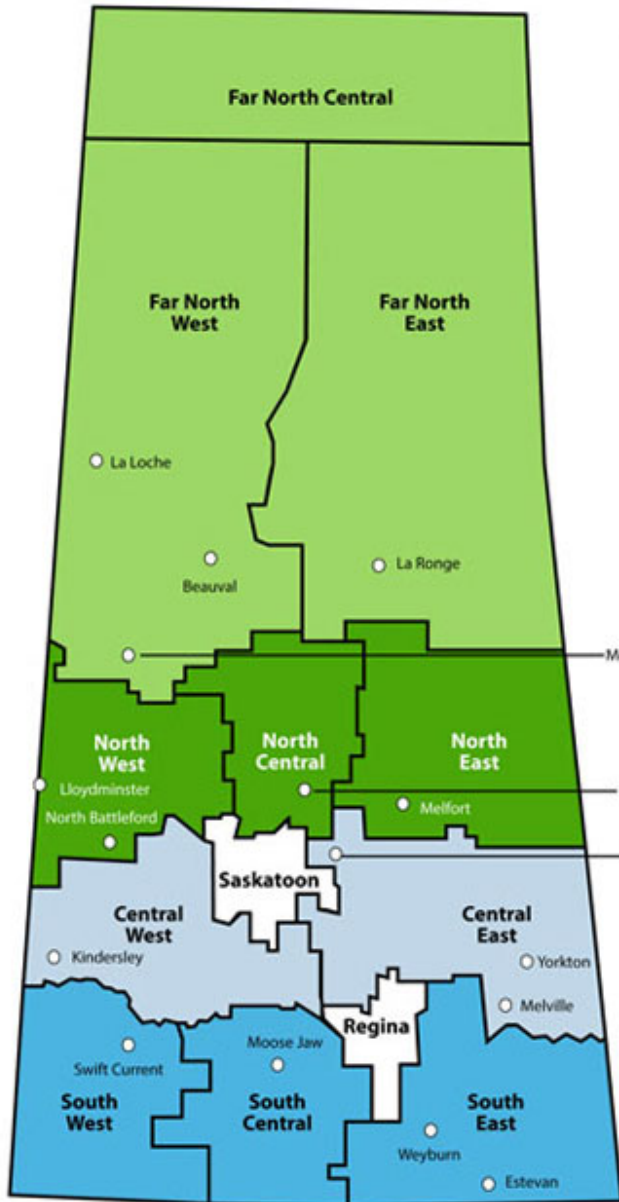 Far North Central
Far North
West
Far North
East
La Loche
Beauval
La Ronge
M
North
West
North
Central
North
East
Lloydminster
North Battleford
Melfort
Saskatoon
Central
West
Central
East
Kindersley
Yorkton
Melville
Regina
Moose Jaw
Swift Current
South
West
South
Central
South
East
Weyburn
Estevan